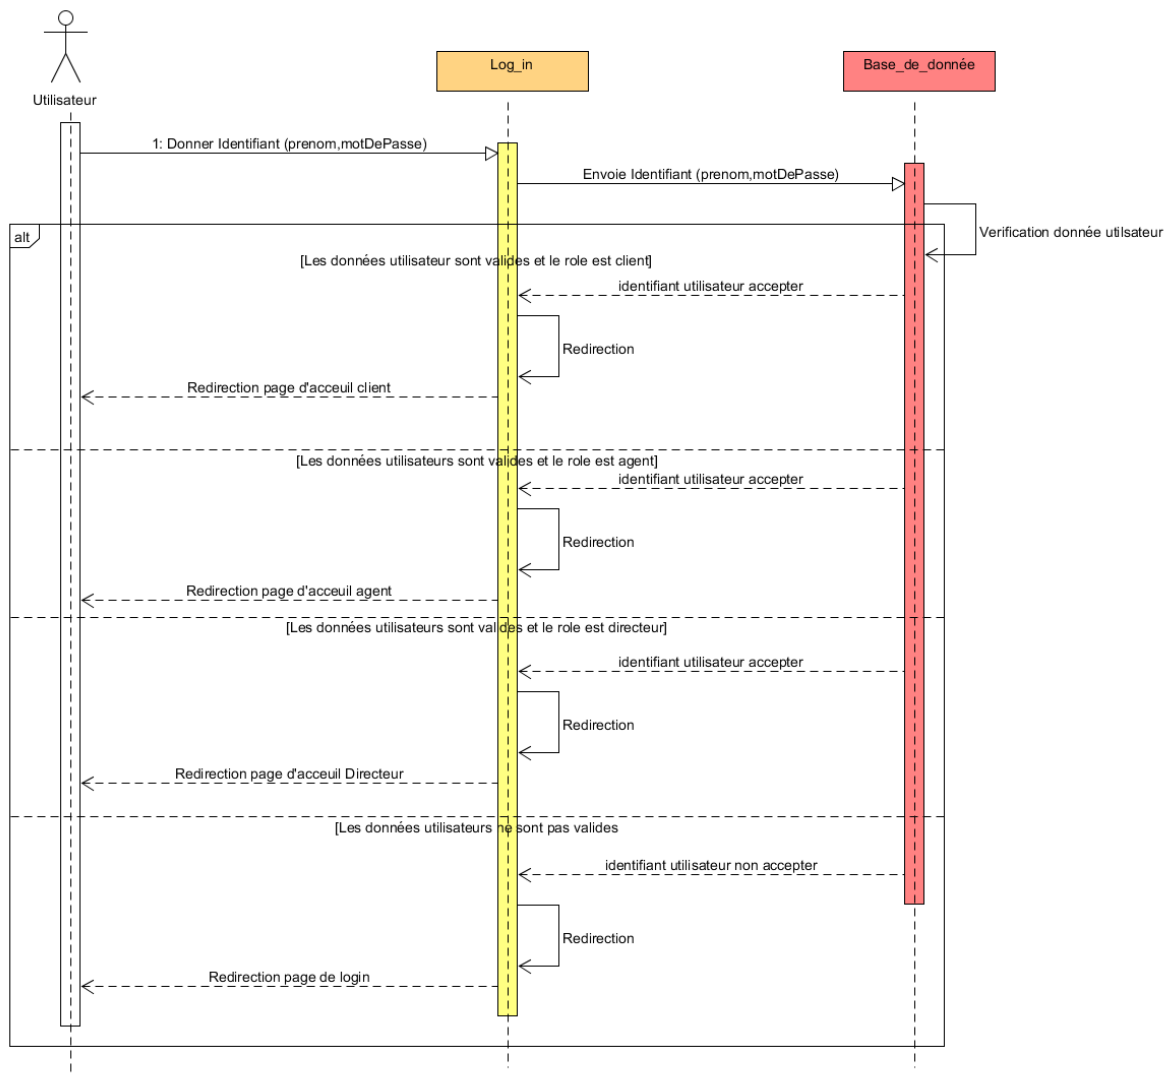 Utilisateur
Log_in
Base_de_donnée
1: Donner Identifiant (prenom,motDePasse)
Envoie Identifiant (prenom,motDePasse)
Verification donnée utilsateur
alt
[Les données utilisateur sont valides et le role est client]
identifiant utilisateur accepter
Redirection
Redirection page d'acceuil client
[Les données utilisateurs sont valides et le role est agent]
identifiant utilisateur accepter
Redirection
Redirection page d'acceuil agent
[Les données utilisateurs sont valides et le role est directeur]
identifiant utilisateur accepter
Redirection
Redirection page d'acceuil Directeur
[Les données utilisateurs ne sont pas valides
identifiant utilisateur non accepter
Redirection
Redirection page de login